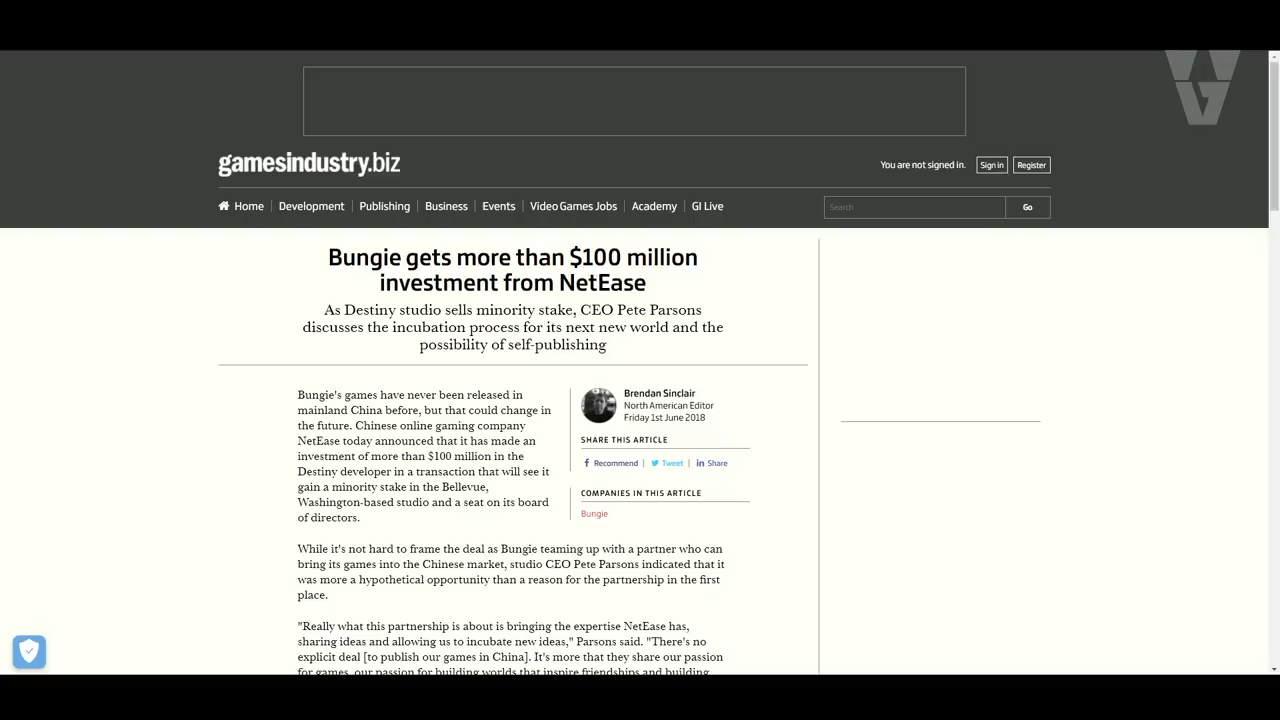 WG
gamesindustry.biz
You are not signed in. Sign in Register
Home Development Publishing Business Events Video Games Jobs Academy GI Live
Search Go
Bungie gets more than $100 million
investment from NetEase
As Destiny studio sells minority stake, CEO Pete Parsons
discusses the incubation process for its next new world and the
possibility of self-publishing
Bungie's games have never been released in
mainland China before, but that could change in
the future. Chinese online gaming company
NetEase today announced that it has made an
investment of more than $100 million in the
Destiny developer in a transaction that will see it
gain a minority stake in the Bellevue,
Washington-based studio and a seat on its board
of directors.
Brendan Sinclair
North American Editor
Friday 1st June 2018
SHARE THIS ARTICLE
Recommend Tweet Share
COMPANIES IN THIS ARTICLE
Bungie
While it's not hard to frame the deal as Bungie teaming up with a partner who can
bring its games into the Chinese market, studio CEO Pete Parsons indicated that it
was more a hypothetical opportunity than a reason for the partnership in the first
place.
"Really what this partnership is about is bringing the expertise NetEase has,
sharing ideas and allowing us to incubate new ideas," Parsons said. "There's no
explicit deal [to publish our games in China]. It's more that they share our passion
for games, our passion for building worlds that inspire friendships and building